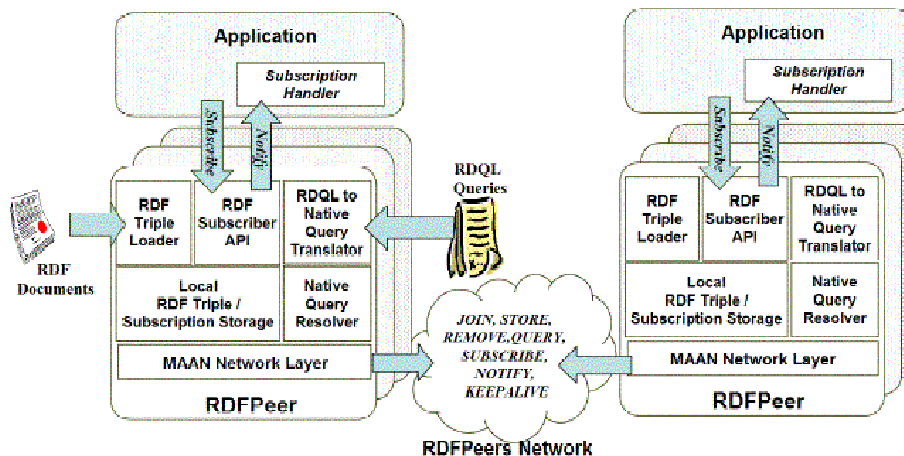 Application
Subscription
Handler
Subscribe
Notify
RDF
Triple
Loader
RDF
Subscriber
API
RDQL to
Native
Query
Translator
Local
RDF Triple /
Subscription Storage
Native
Query
Resolver
MAAN Network Layer
RDFPeer
RDF
Documents
RDQL
Queries
JOIN, STORE,
REMOVE,QUERY,
SUBSCRIBE,
NOTIFY,
KEEPALIVE
RDFPeers Network
Application
Subscription
Handler
Subscribe
Notify
RDF
Triple
Loader
RDF
Subscriber
API
RDQL to
Native
Query
Translator
Local
RDF Triple /
Subscription Storage
Native
Query
Resolver
MAAN Network Layer
RDFPeer